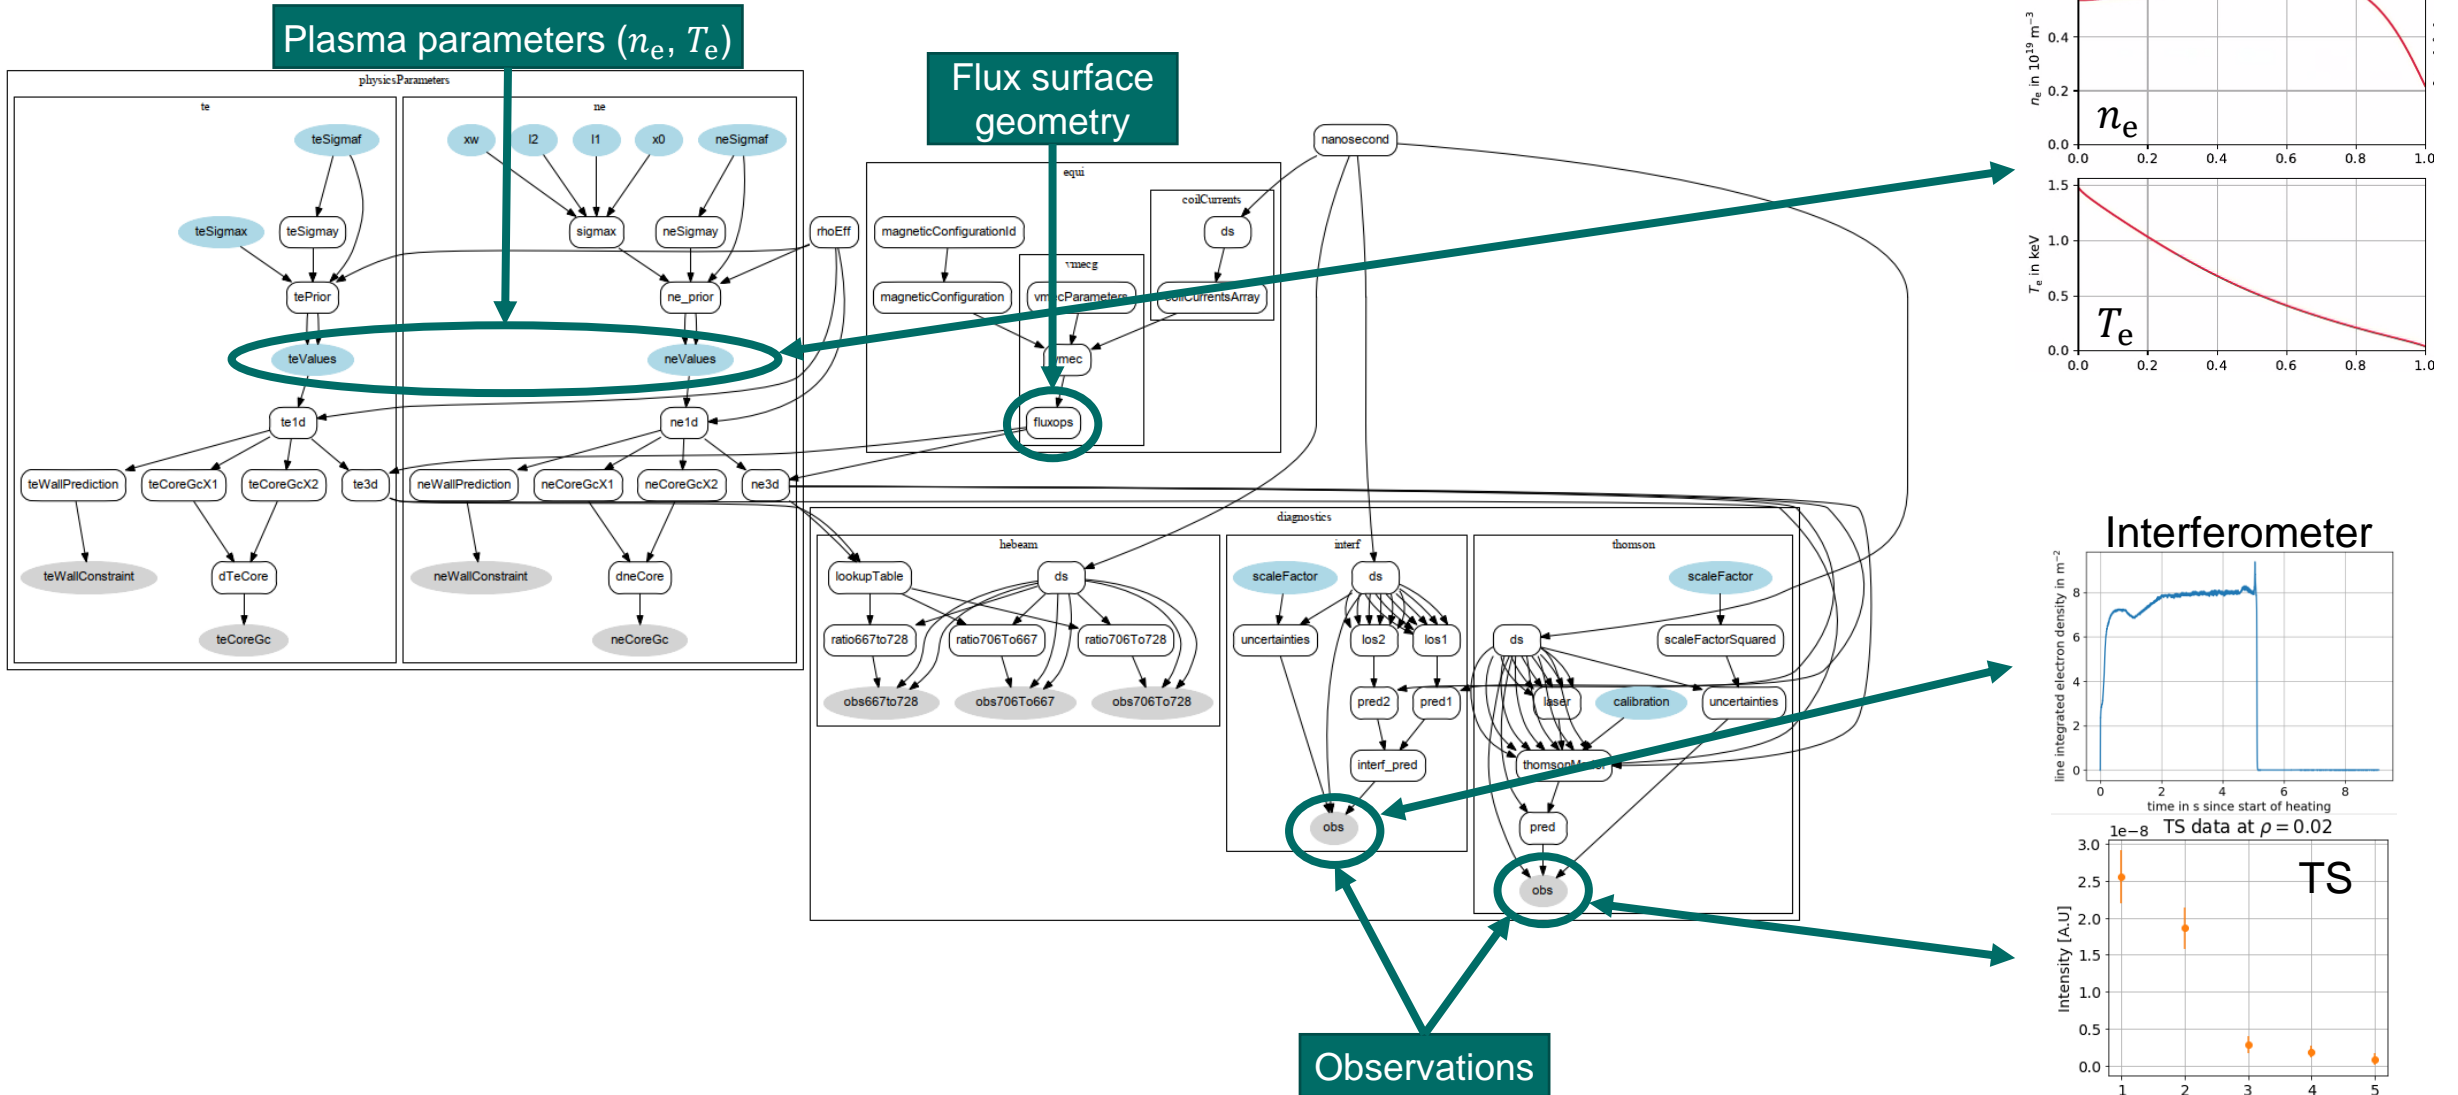 Plasma parameters (nₑ, Tₑ)
Flux surface
geometry
physicsParameters
te
ne
teSigmaf
xw
l2
l1
x0
neSigmaf
teSigmax
teSigmay
sigmax
neSigmay
rhoEff
tePrior
ne_prior
teValues
neValues
te1d
ne1d
teWallPrediction
teCoreGcX1
teCoreGcX2
te3d
neWallPrediction
neCoreGcX1
neCoreGcX2
ne3d
teWallConstraint
dTeCore
neWallConstraint
dneCore
teCoreGc
neCoreGc
nanosecond
equi
coilCurrents
magneticConfigurationId
ds
vmecg
magneticConfiguration
vmecParameters
coilCurrentsArray
vmec
fluxops
diagnostics
hebeam
interf
thomson
lookupTable
ds
scaleFactor
ds
scaleFactor
ratio667to728
ratio706To667
ratio706To728
uncertainties
los2
los1
ds
scaleFactorSquared
obs667to728
obs706To667
obs706To728
pred2
pred1
laser
calibration
uncertainties
interf_pred
thomsonModel
obs
pred
obs
Observations
nₑ in 10¹⁹ m⁻³
0.4
0.2
0.0
nₑ
0.0 0.2 0.4 0.6 0.8 1.0
Tₑ in keV
1.5
1.0
0.5
0.0
Tₑ
0.0 0.2 0.4 0.6 0.8 1.0
Interferometer
line integrated electron density in m⁻²
8
6
4
2
0
0 2 4 6 8
time in s since start of heating
1e−8 TS data at ρ = 0.02
TS
Intensity [A.U]
3.0
2.5
2.0
1.5
1.0
0.5
0.0
1 2 3 4 5